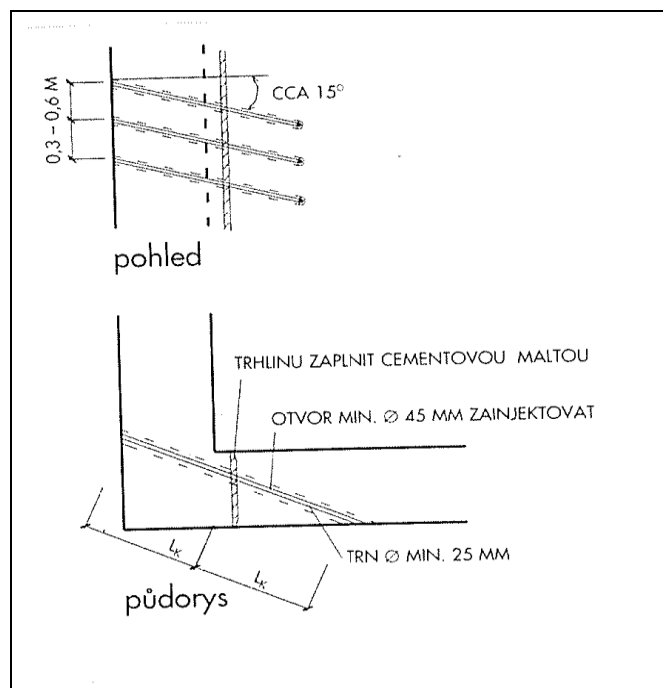 CCA 15°
0,3 – 0,6 M
pohled
TRHLINU ZAPLNIT CEMENTOVOU MALTOU
OTVOR MIN. Ø 45 MM ZAINJEKTOVAT
TRN Ø MIN. 25 MM
LK
LK
půdorys